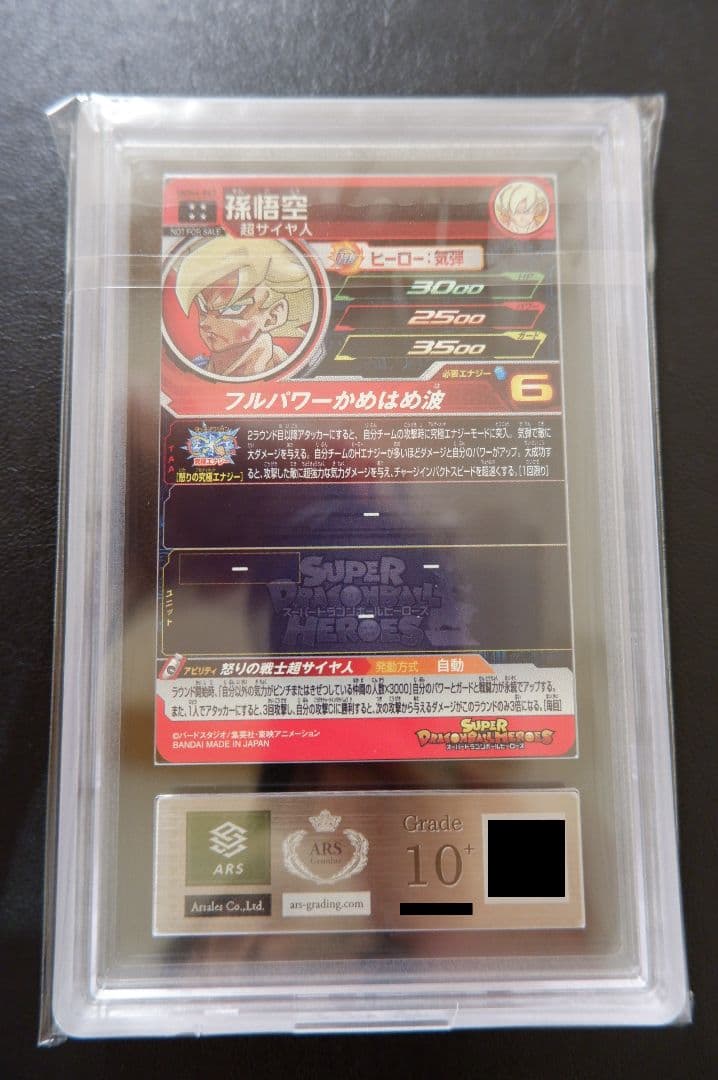 NOT FOR SALE
孫悟空
超サイヤ人
ヒーロー:気弾
3000
パワー
2500
ガード
3500
必要エナジー 6
フルパワーかめはめ波
TAA
究極エナジー
[怒りの究極エナジー]
2ラウンド目以降アタッカーにすると、自分チームの攻撃時に究極エナジーモードに突入。気弾で敵に
大ダメージを与える。自分チームのHエナジーが多いほどダメージと自分のパワーがアップ。大成功す
ると、攻撃した敵に超強力な気力ダメージを与え、チャージインパクトスピードを超速くする。[1回限り]
ー
ユニット
ー
ー
ー
SUPER
DRAGONBALL
スーパードラゴンボールヒーローズ
HEROES
アビリティ 怒りの戦士超サイヤ人 発動方式 自動
ラウンド開始時、「自分以外の気力がピンチまたはきぜつしている仲間の人数×3000」自分のパワーとガードと戦闘力が永続でアップする。
また、1人でアタッカーにすると、3回攻撃し、自分の攻撃CIに勝利すると、次の攻撃から与えるダメージがこのラウンドのみ3倍になる。[毎回]
©バードスタジオ/集英社・東映アニメーション
BANDAI MADE IN JAPAN
SUPER
DRAGONBALL HEROES
スーパードラゴンボールヒーローズ
ARS
Arsales Co.,Ltd.
ARS
Genuine
ars-grading.com
Grade
10+